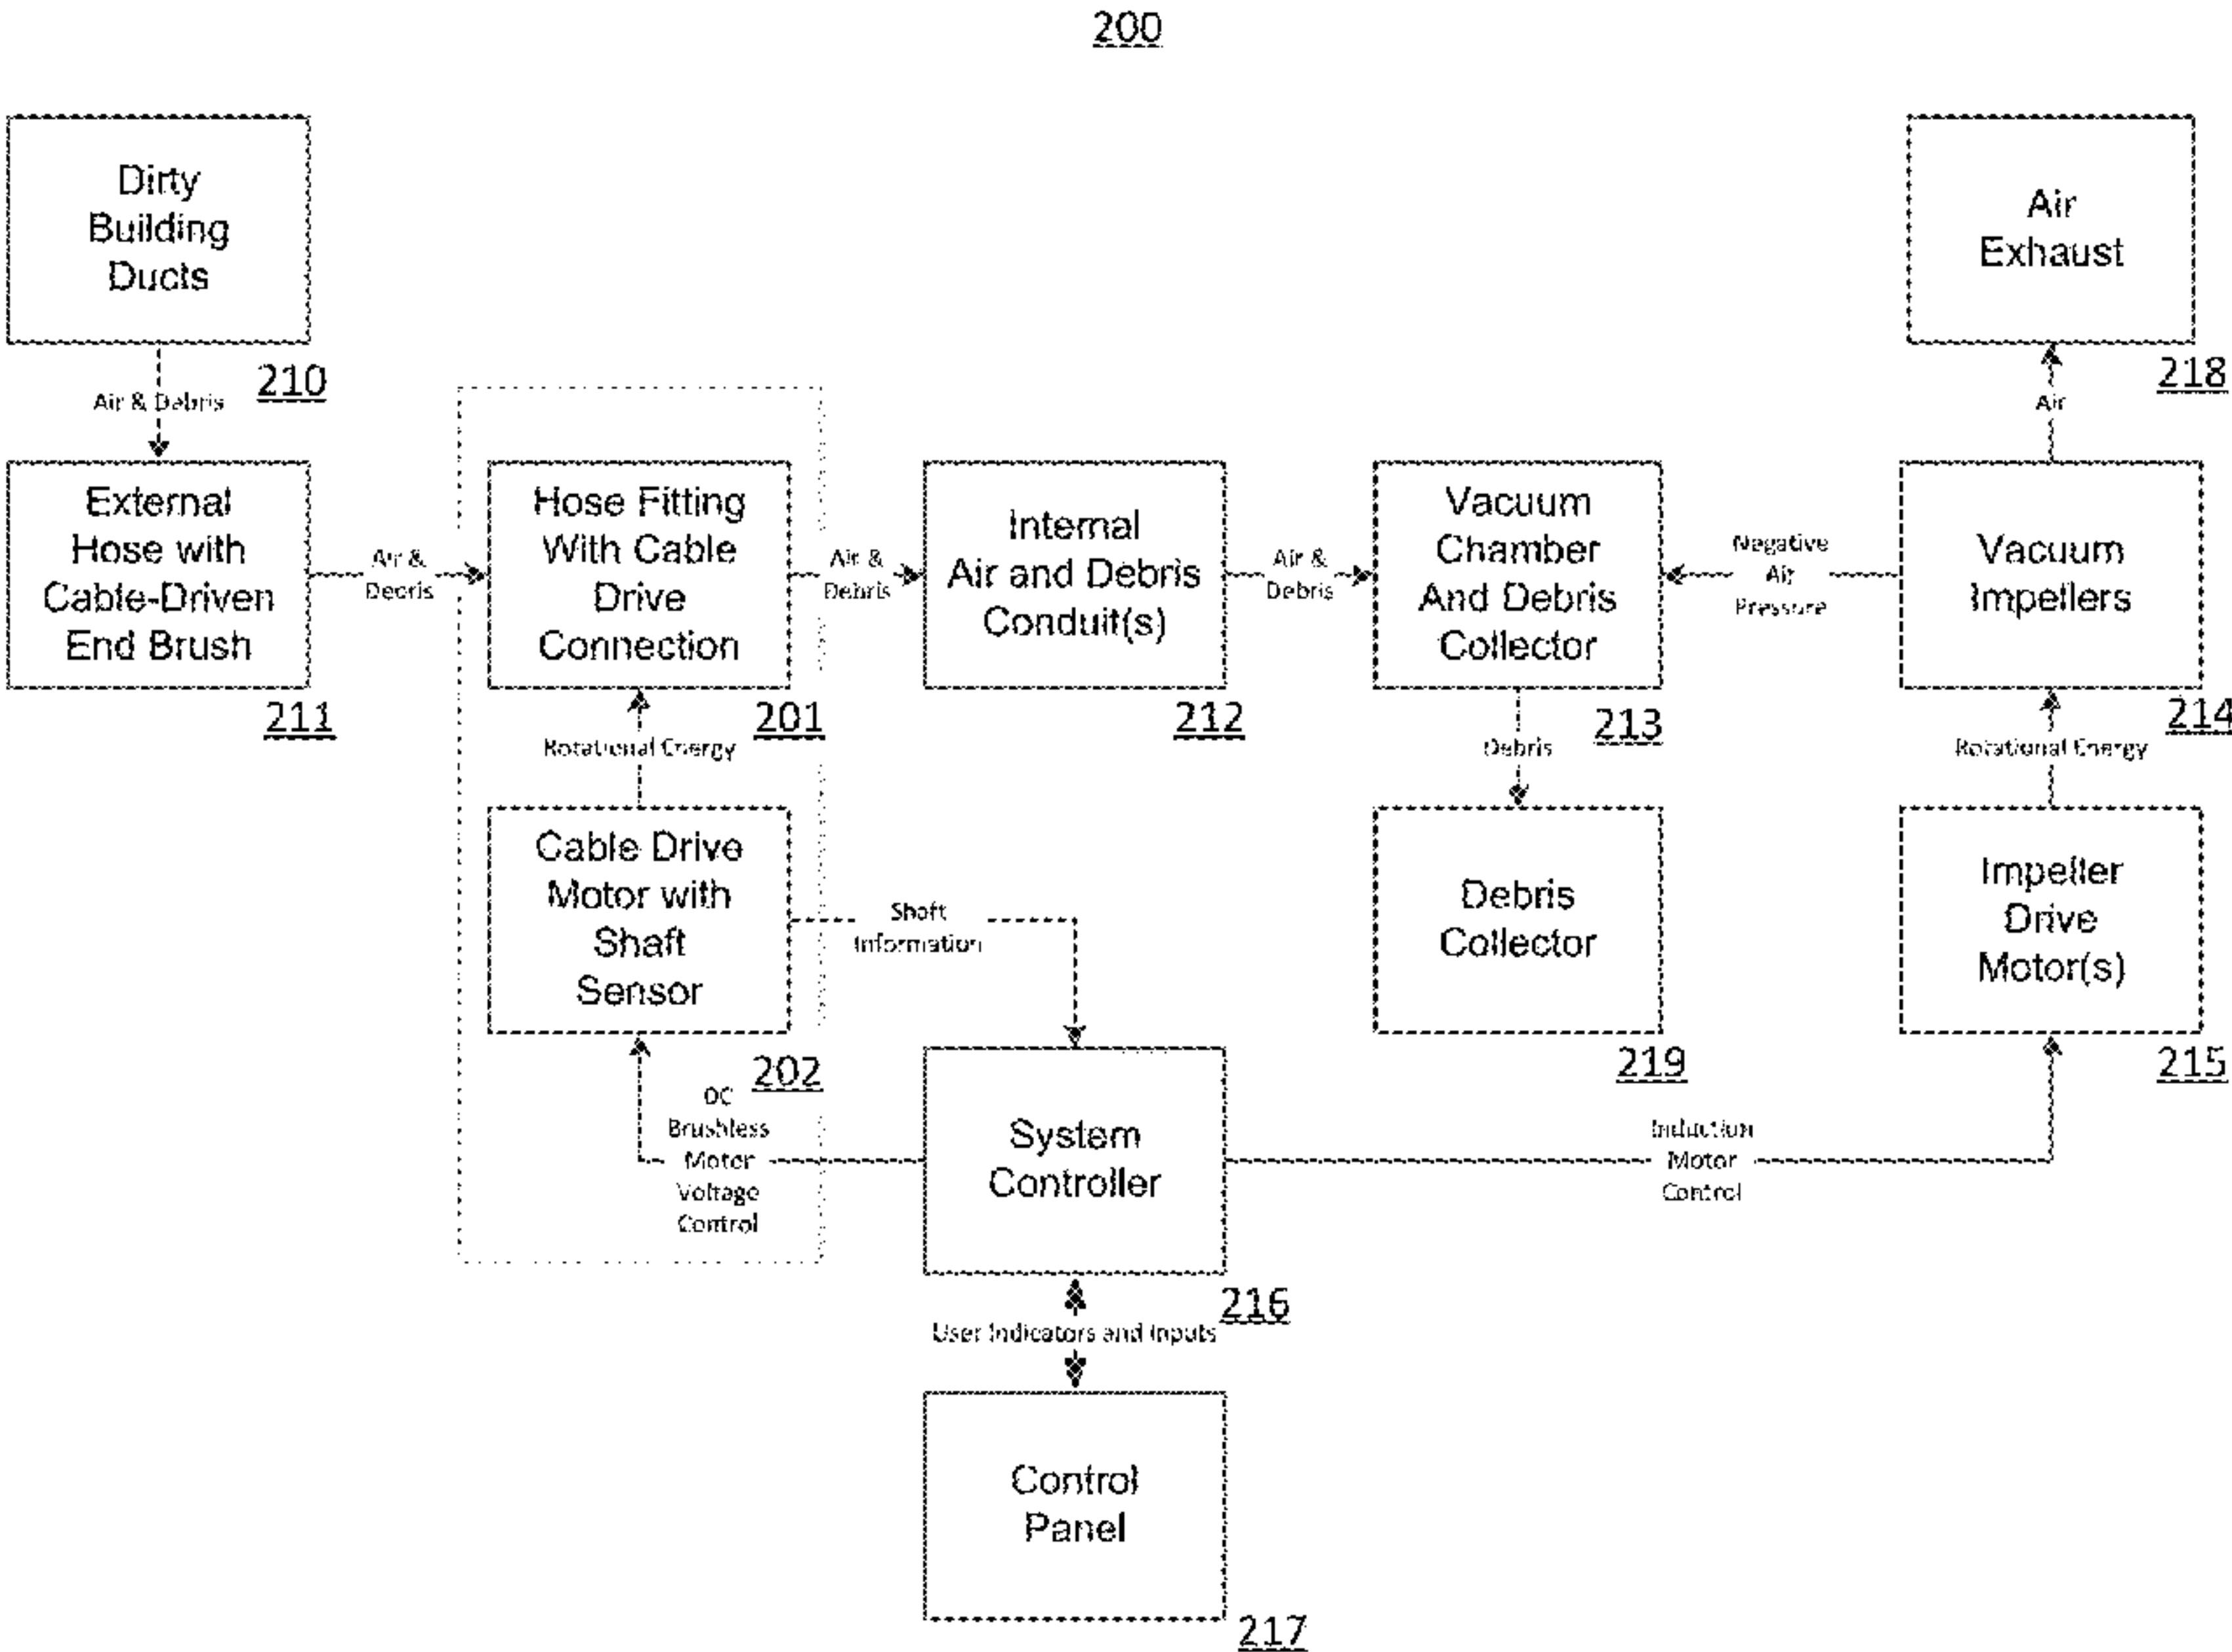 200
Dirty
Building
Ducts
210
Air & Debris
External
Hose with
Cable-Driven
End Brush
211
Air &
Debris
Hose Fitting
With Cable
Drive
Connection
201
Air &
Debris
Internal
Air and Debris
Conduit(s)
212
Air &
Debris
Vacuum
Chamber
And Debris
Collector
213
Negative
Air
Pressure
Vacuum
Impellers
214
Air
Air
Exhaust
218
Rotational Energy
Cable Drive
Motor with
Shaft
Sensor
202
Shaft
Information
Debris
Debris
Collector
219
Rotational Energy
Impeller
Drive
Motor(s)
215
DC
Brushless
Motor
Voltage
Control
System
Controller
216
Induction
Motor
Control
User Indicators and Inputs
Control
Panel
217